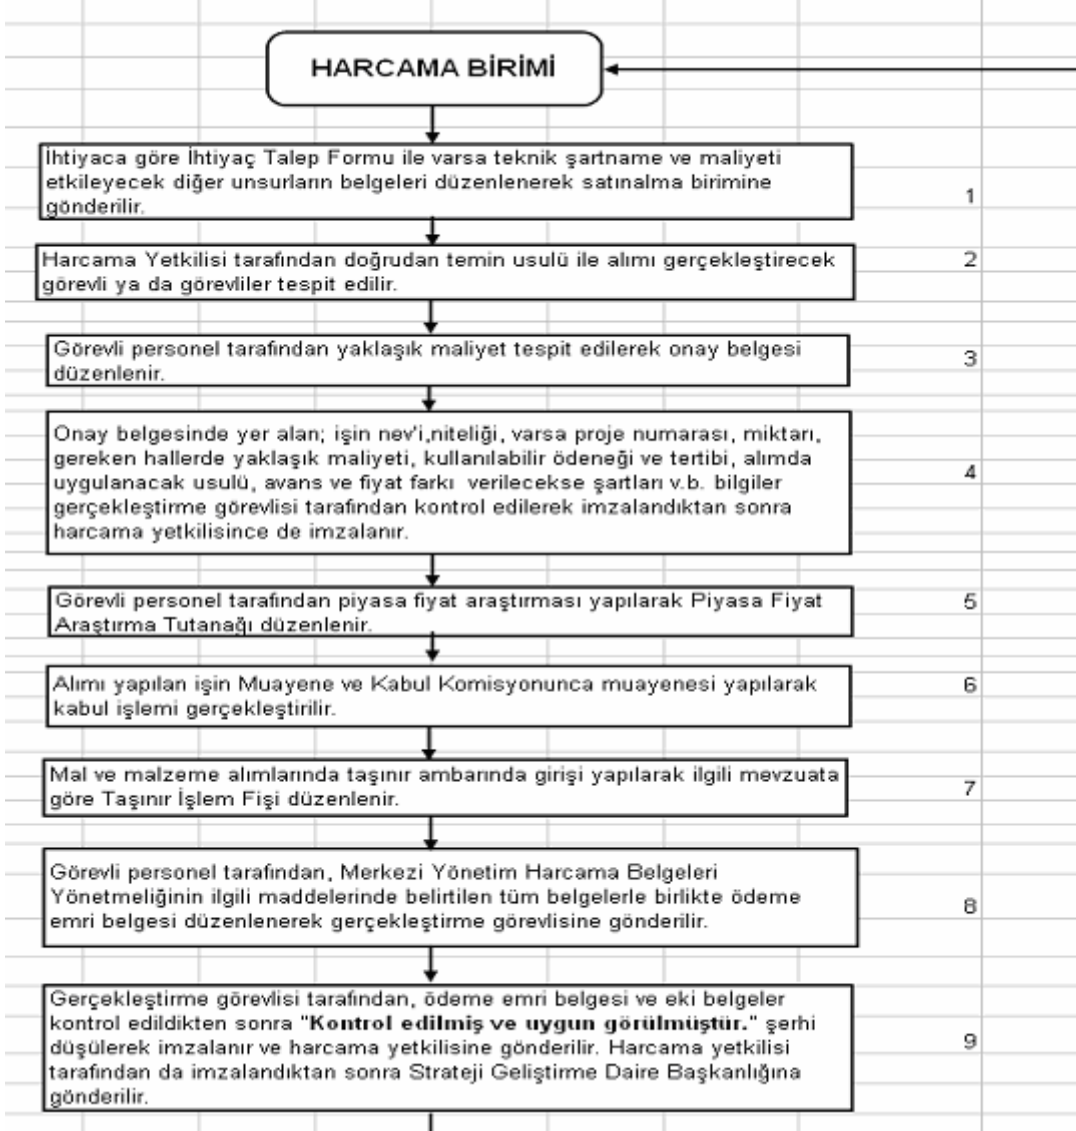 HARCAMA BİRİMİ
İhtiyaca göre İhtiyaç Talep Formu ile varsa teknik şartname ve maliyeti
etkileyecek diğer unsurların belgeleri düzenlenerek satınalma birimine
gönderilir.
1
Harcama Yetkilisi tarafından doğrudan temin usulü ile alımı gerçekleştirecek
görevli ya da görevliler tespit edilir.
2
Görevli personel tarafından yaklaşık maliyet tespit edilerek onay belgesi
düzenlenir.
3
Onay belgesinde yer alan; işin nev'i,niteliği, varsa proje numarası, miktarı,
gereken hallerde yaklaşık maliyeti, kullanılabilir ödeneği ve tertibi, alımda
uygulanacak usulü, avans ve fiyat farkı verilecekse şartları v.b. bilgiler
gerçekleştirme görevlisi tarafından kontrol edilerek imzalandıktan sonra
harcama yetkilisince de imzalanır.
4
Görevli personel tarafından piyasa fiyat araştırması yapılarak Piyasa Fiyat
Araştırma Tutanağı düzenlenir.
5
Alımı yapılan işin Muayene ve Kabul Komisyonunca muayenesi yapılarak
kabul işlemi gerçekleştirilir.
6
Mal ve malzeme alımlarında taşınır ambarında girişi yapılarak ilgili mevzuata
göre Taşınır İşlem Fişi düzenlenir.
7
Görevli personel tarafından, Merkezi Yönetim Harcama Belgeleri
Yönetmeliğinin ilgili maddelerinde belirtilen tüm belgelerle birlikte ödeme
emri belgesi düzenlenerek gerçekleştirme görevlisine gönderilir.
8
Gerçekleştirme görevlisi tarafından, ödeme emri belgesi ve eki belgeler
kontrol edildikten sonra "Kontrol edilmiş ve uygun görülmüştür." şerhi
düşülerek imzalanır ve harcama yetkilisine gönderilir. Harcama yetkilisi
tarafından da imzalandıktan sonra Strateji Geliştirme Daire Başkanlığına
gönderilir.
9